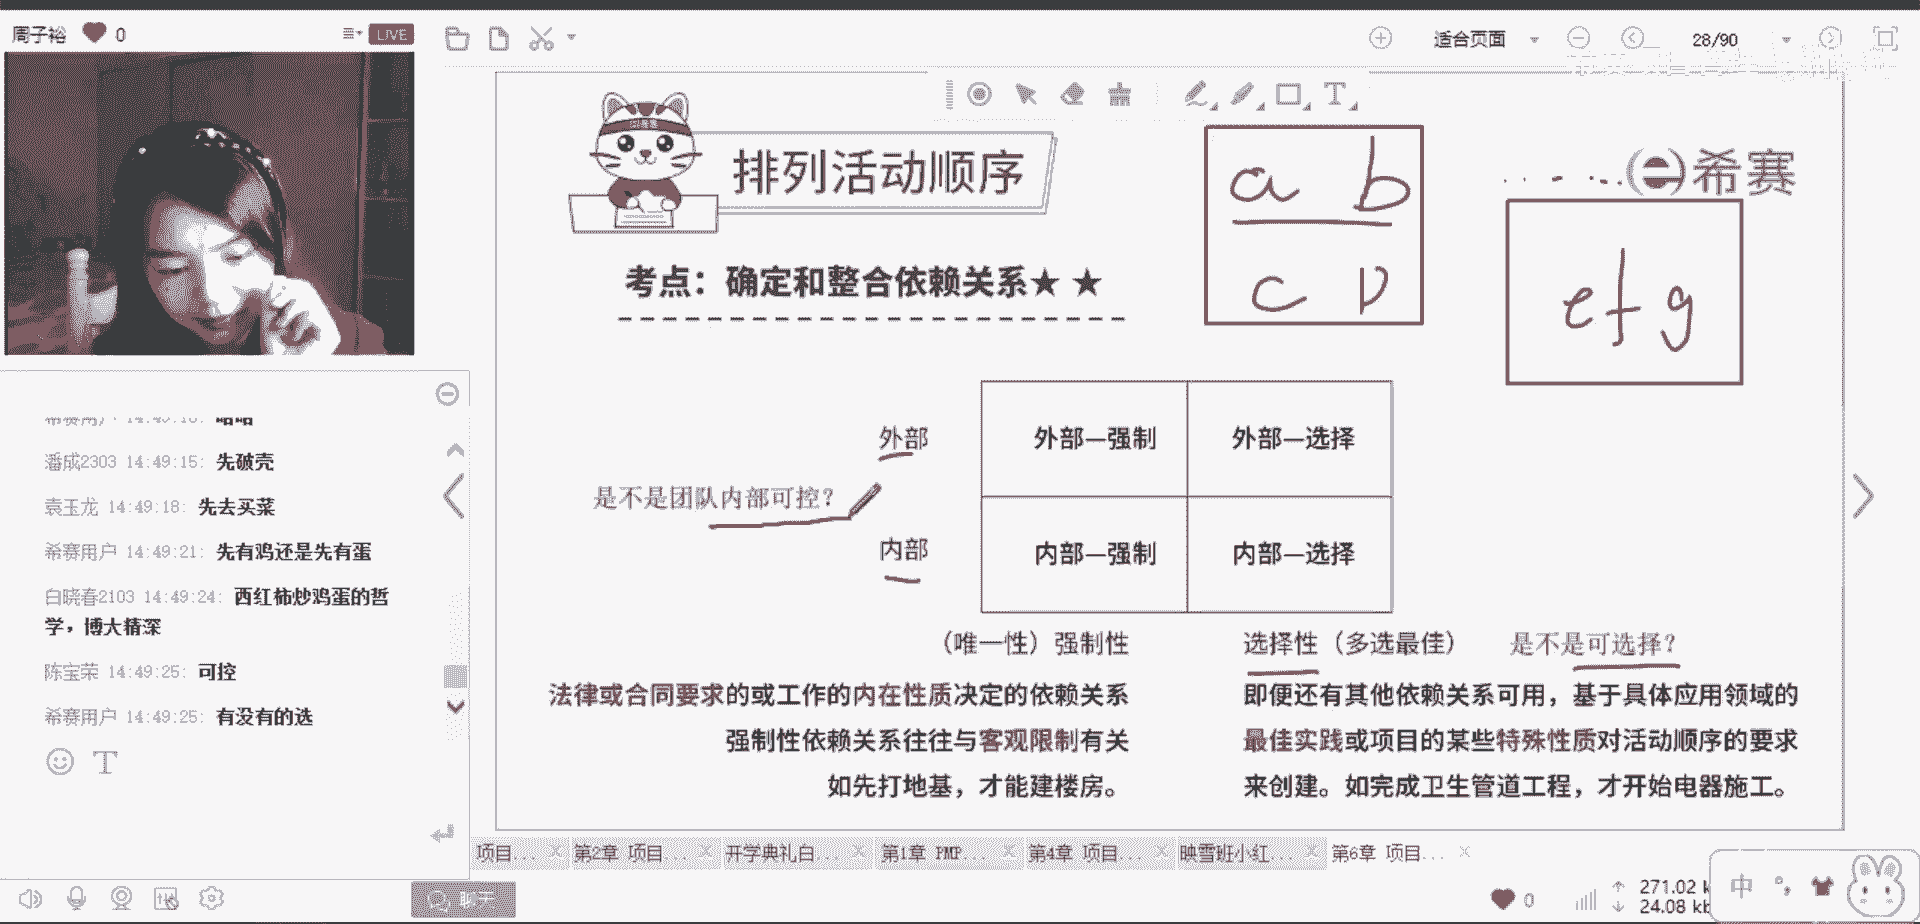 周子裕 0 LIVE
适合页面 28/90
排列活动顺序
a b
c D
希赛
e f g
考点：确定和整合依赖关系★ ★
外部
外部—强制 外部—选择
是不是团队内部可控？
内部
内部—强制 内部—选择
（唯一性）强制性
选择性（多选最佳） 是不是可选择？
法律或合同要求的或工作的内在性质决定的依赖关系
强制性依赖关系往往与客观限制有关
如先打地基，才能建楼房。
即便还有其他依赖关系可用，基于具体应用领域的
最佳实践或项目的某些特殊性质对活动顺序的要求
来创建。如完成卫生管道工程，才开始电器施工。
潘成2303 14:49:15: 先破壳
袁玉龙 14:49:18: 先去买菜
希赛用户 14:49:21: 先有鸡还是先有蛋
白晓春2103 14:49:24: 西红柿炒鸡蛋的哲
学，博大精深
陈宝荣 14:49:25: 可控
希赛用户 14:49:25: 有没有的选
项目... 第2章 项目... 开学典礼白... 第1章 PMP... 第4章 项目... 映雪班小红... 第6章 项目...
0 271.02 k
24.08 kb
中